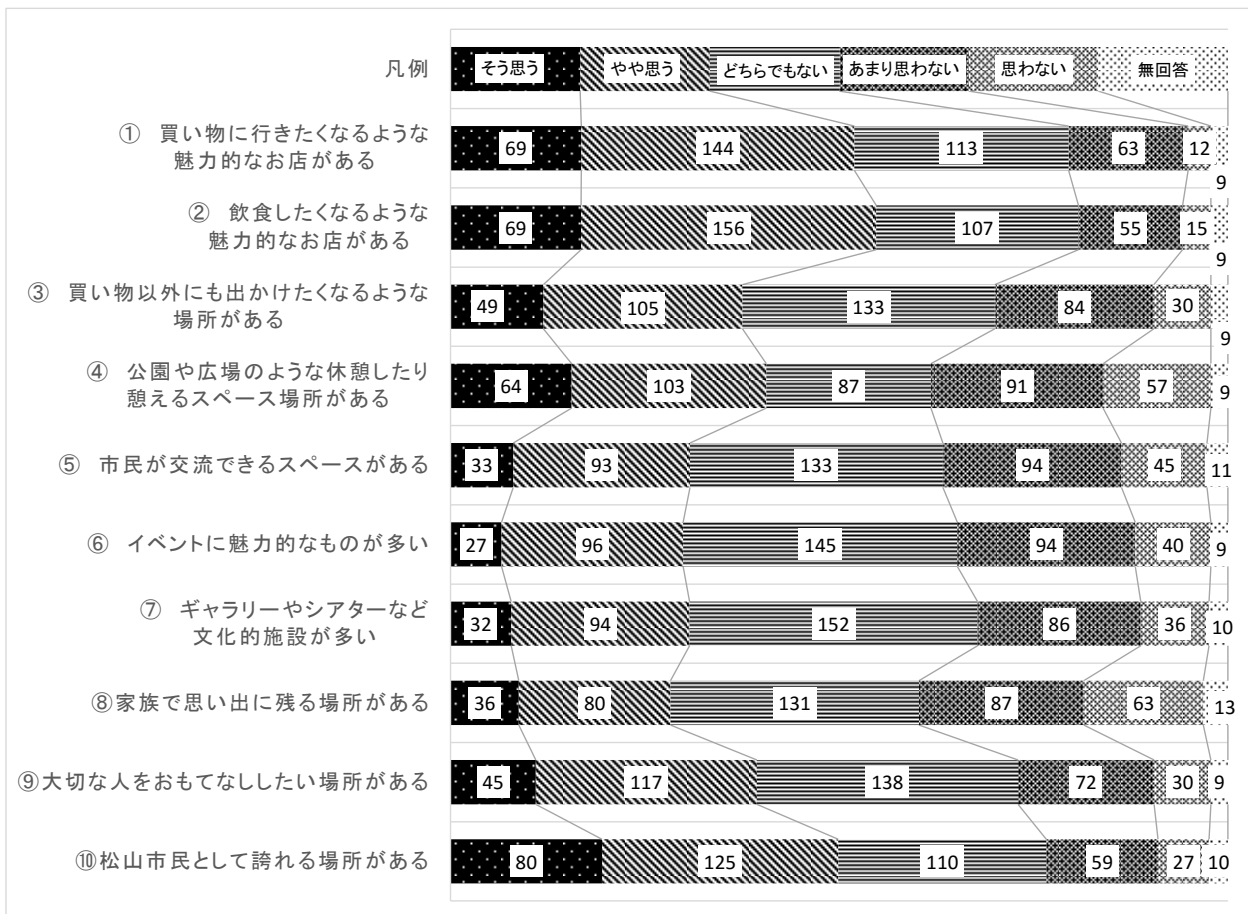 凡例
そう思う やや思う どちらでもない あまり思わない 思わない 無回答
① 買い物に行きたくなるような
魅力的なお店がある
69 144 113 63 12 9
② 飲食したくなるような
魅力的なお店がある
69 156 107 55 15 9
③ 買い物以外にも出かけたくなるような
場所がある
49 105 133 84 30 9
④ 公園や広場のような休憩したり
憩えるスペース場所がある
64 103 87 91 57 9
⑤ 市民が交流できるスペースがある
33 93 133 94 45 11
⑥ イベントに魅力的なものが多い
27 96 145 94 40 9
⑦ ギャラリーやシアターなど
文化的施設が多い
32 94 152 86 36 10
⑧家族で思い出に残る場所がある
36 80 131 87 63 13
⑨大切な人をおもてなししたい場所がある
45 117 138 72 30 9
⑩松山市民として誇れる場所がある
80 125 110 59 27 10